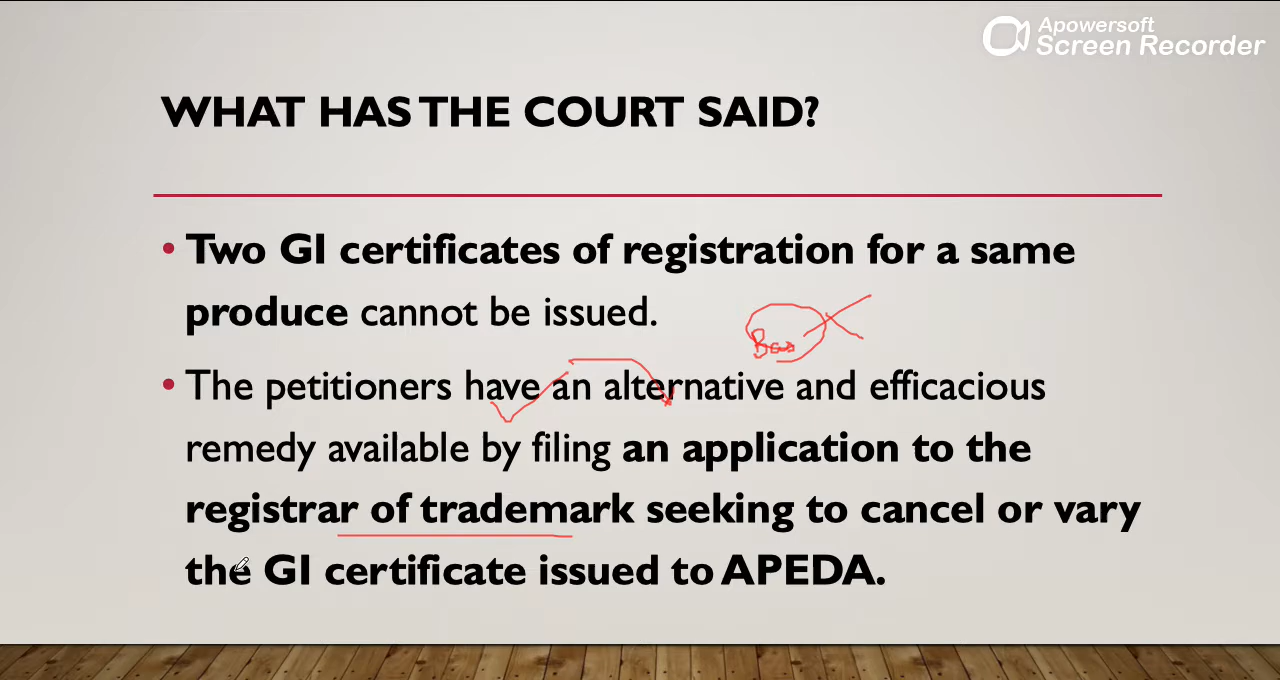 Apowersoft
Screen Recorder
WHAT HAS THE COURT SAID?
• Two GI certificates of registration for a same
produce cannot be issued.
Bas
• The petitioners have an alternative and efficacious
remedy available by filing an application to the
registrar of trademark seeking to cancel or vary
the GI certificate issued to APEDA.